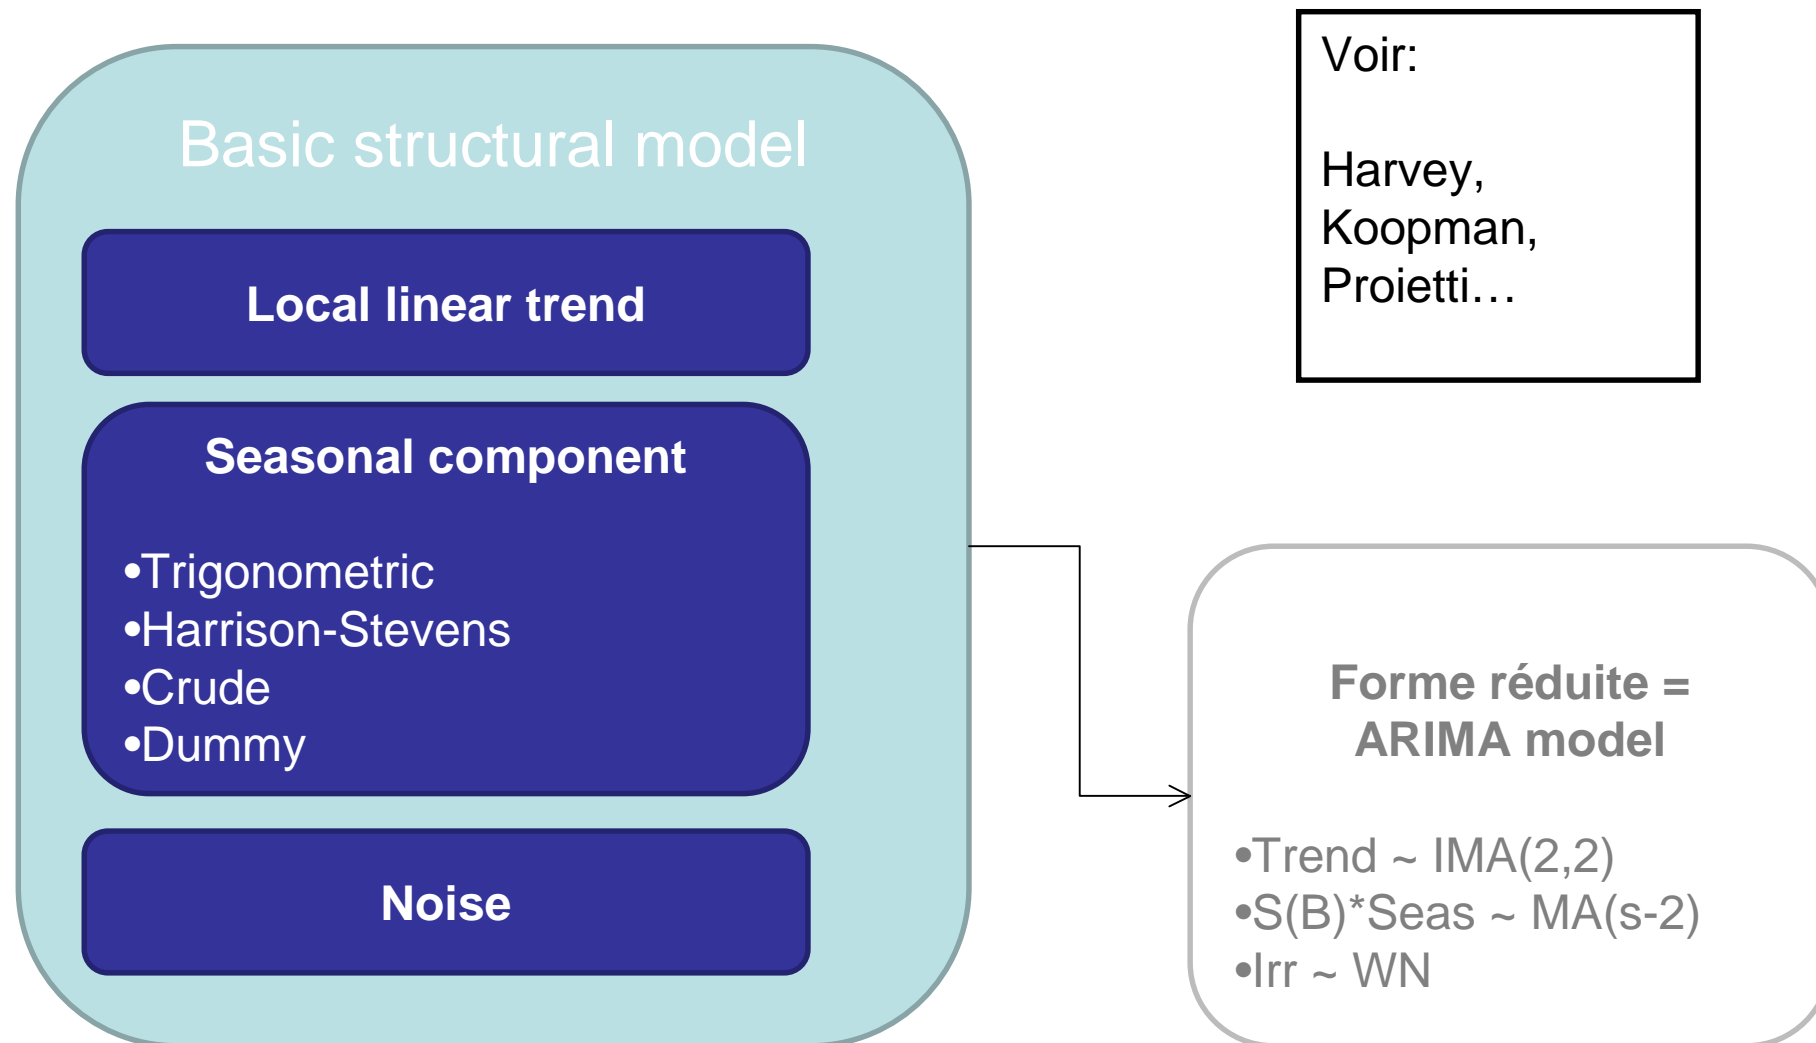 Basic structural model
Local linear trend
Seasonal component
•Trigonometric
•Harrison-Stevens
•Crude
•Dummy
Noise
Voir:
Harvey,
Koopman,
Proietti…
Forme réduite =
ARIMA model
•Trend ~ IMA(2,2)
•S(B)*Seas ~ MA(s-2)
•Irr ~ WN